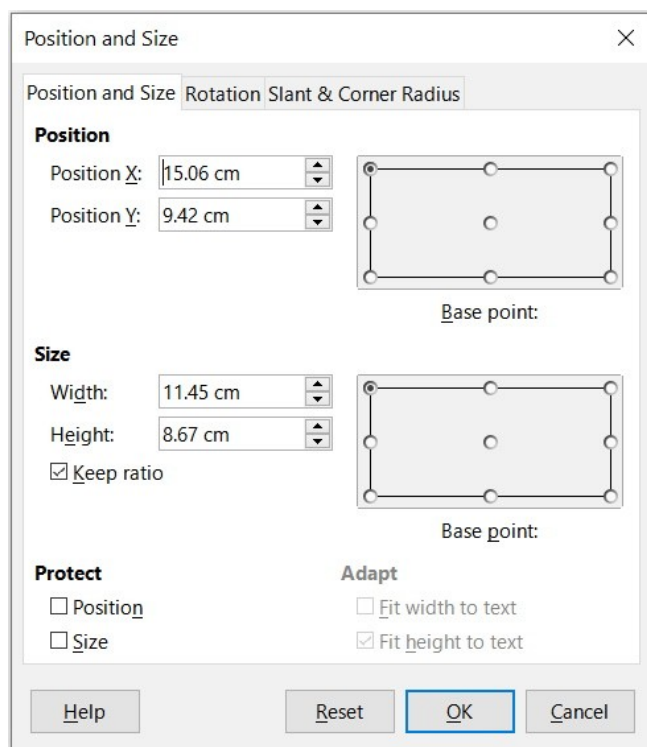 Position and Size
Position and Size Rotation Slant & Corner Radius
Position
Position X: 15.06 cm
Position Y: 9.42 cm
Base point:
Size
Width: 11.45 cm
Height: 8.67 cm
Keep ratio
Base point:
Protect Adapt
Position Fit width to text
Size Fit height to text
Help Reset OK Cancel